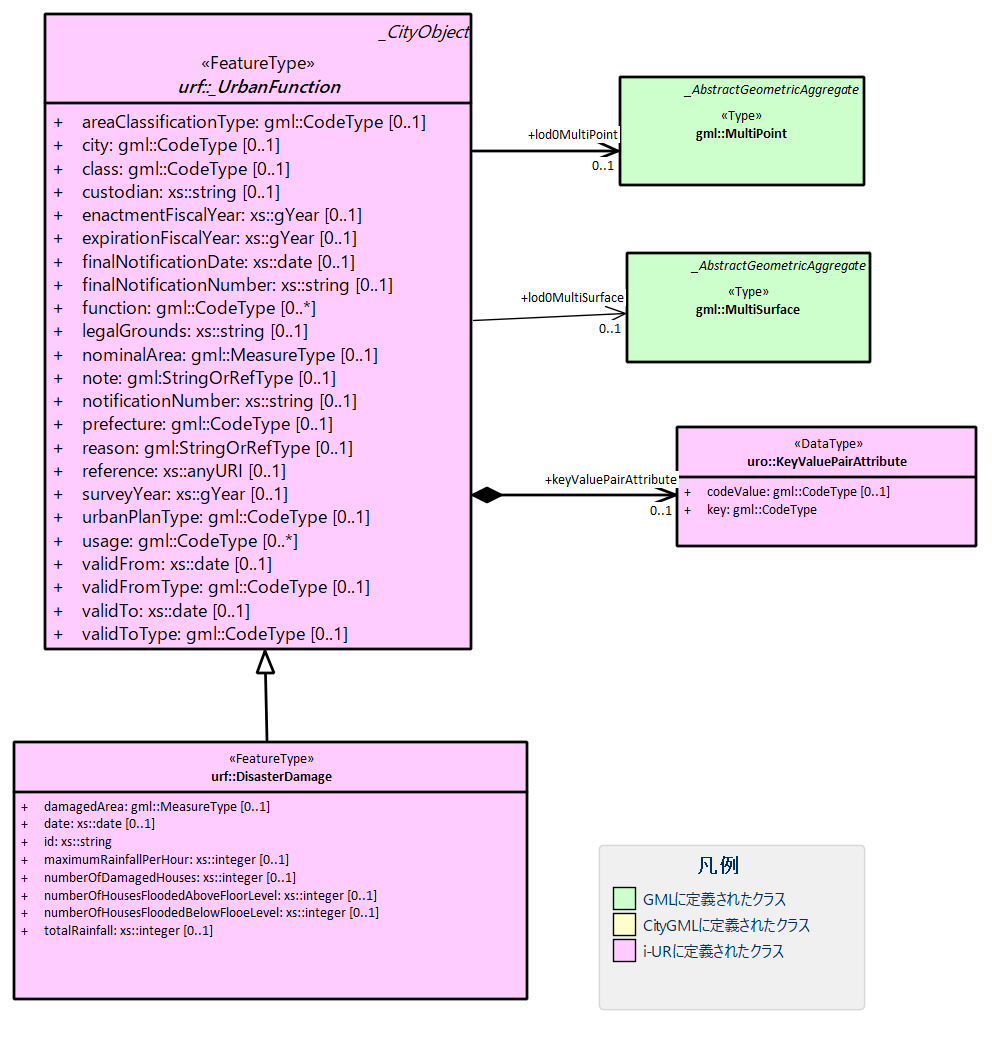 _CityObject
«FeatureType»
urf::_UrbanFunction
+ areaClassificationType: gml::CodeType [0..1]
+ city: gml::CodeType [0..1]
+ class: gml::CodeType [0..1]
+ custodian: xs::string [0..1]
+ enactmentFiscalYear: xs::gYear [0..1]
+ expirationFiscalYear: xs::gYear [0..1]
+ finalNotificationDate: xs::date [0..1]
+ finalNotificationNumber: xs::string [0..1]
+ function: gml::CodeType [0..*]
+ legalGrounds: xs::string [0..1]
+ nominalArea: gml::MeasureType [0..1]
+ note: gml:StringOrRefType [0..1]
+ notificationNumber: xs::string [0..1]
+ prefecture: gml::CodeType [0..1]
+ reason: gml:StringOrRefType [0..1]
+ reference: xs::anyURI [0..1]
+ surveyYear: xs::gYear [0..1]
+ urbanPlanType: gml::CodeType [0..1]
+ usage: gml::CodeType [0..*]
+ validFrom: xs::date [0..1]
+ validFromType: gml::CodeType [0..1]
+ validTo: xs::date [0..1]
+ validToType: gml::CodeType [0..1]
+lod0MultiPoint
0..1
_AbstractGeometricAggregate
«Type»
gml::MultiPoint
+lod0MultiSurface
0..1
_AbstractGeometricAggregate
«Type»
gml::MultiSurface
+keyValuePairAttribute
0..1
«DataType»
uro::KeyValuePairAttribute
+ codeValue: gml::CodeType [0..1]
+ key: gml::CodeType
«FeatureType»
urf::DisasterDamage
+ damagedArea: gml::MeasureType [0..1]
+ date: xs::date [0..1]
+ id: xs::string
+ maximumRainfallPerHour: xs::integer [0..1]
+ numberOfDamagedHouses: xs::integer [0..1]
+ numberOfHousesFloodedAboveFloorLevel: xs::integer [0..1]
+ numberOfHousesFloodedBelowFlooeLevel: xs::integer [0..1]
+ totalRainfall: xs::integer [0..1]
凡例
GMLに定義されたクラス
CityGMLに定義されたクラス
i-URに定義されたクラス